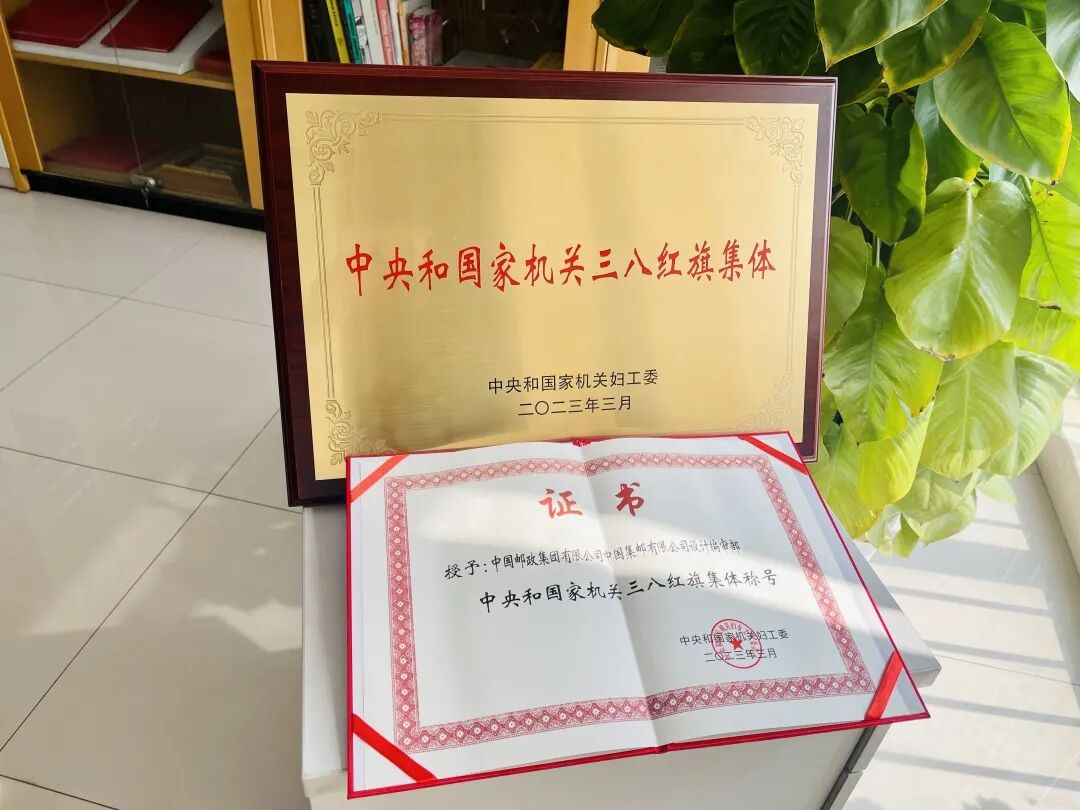 中央和国家机关三八红旗集体
中央和国家机关妇工委
二〇二三年三月
证书
授予:中国邮政集团有限公司中国集邮有限公司设计编审部
中央和国家机关三八红旗集体称号
中央和国家机关妇工委
二〇二三年三月